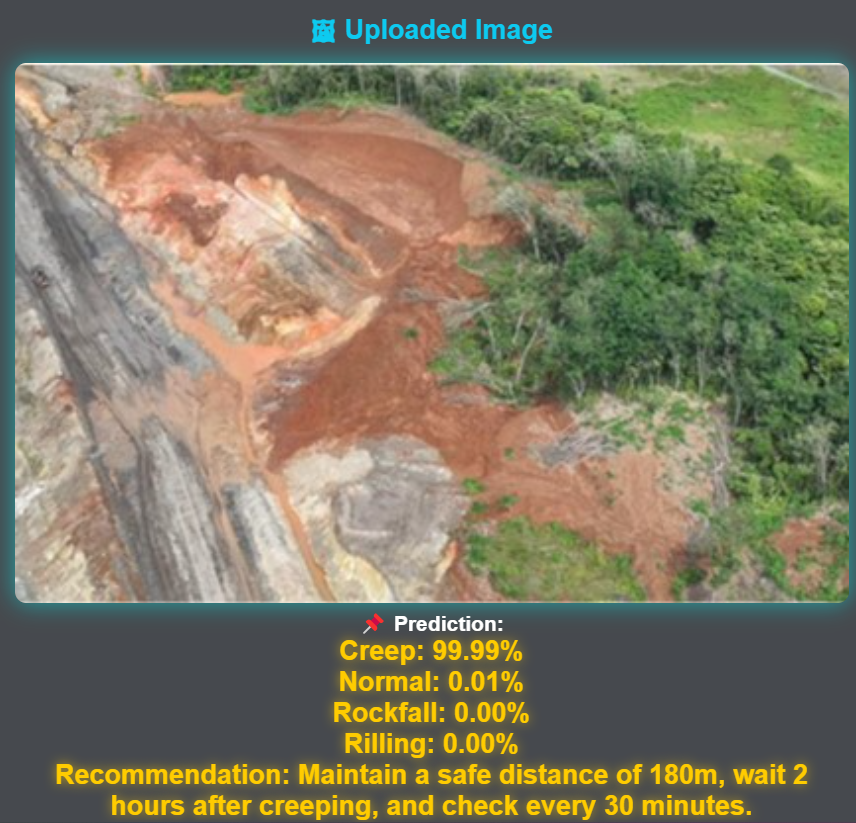 Uploaded Image
Prediction:
Creep: 99.99%
Normal: 0.01%
Rockfall: 0.00%
Rilling: 0.00%
Recommendation: Maintain a safe distance of 180m, wait 2
hours after creeping, and check every 30 minutes.